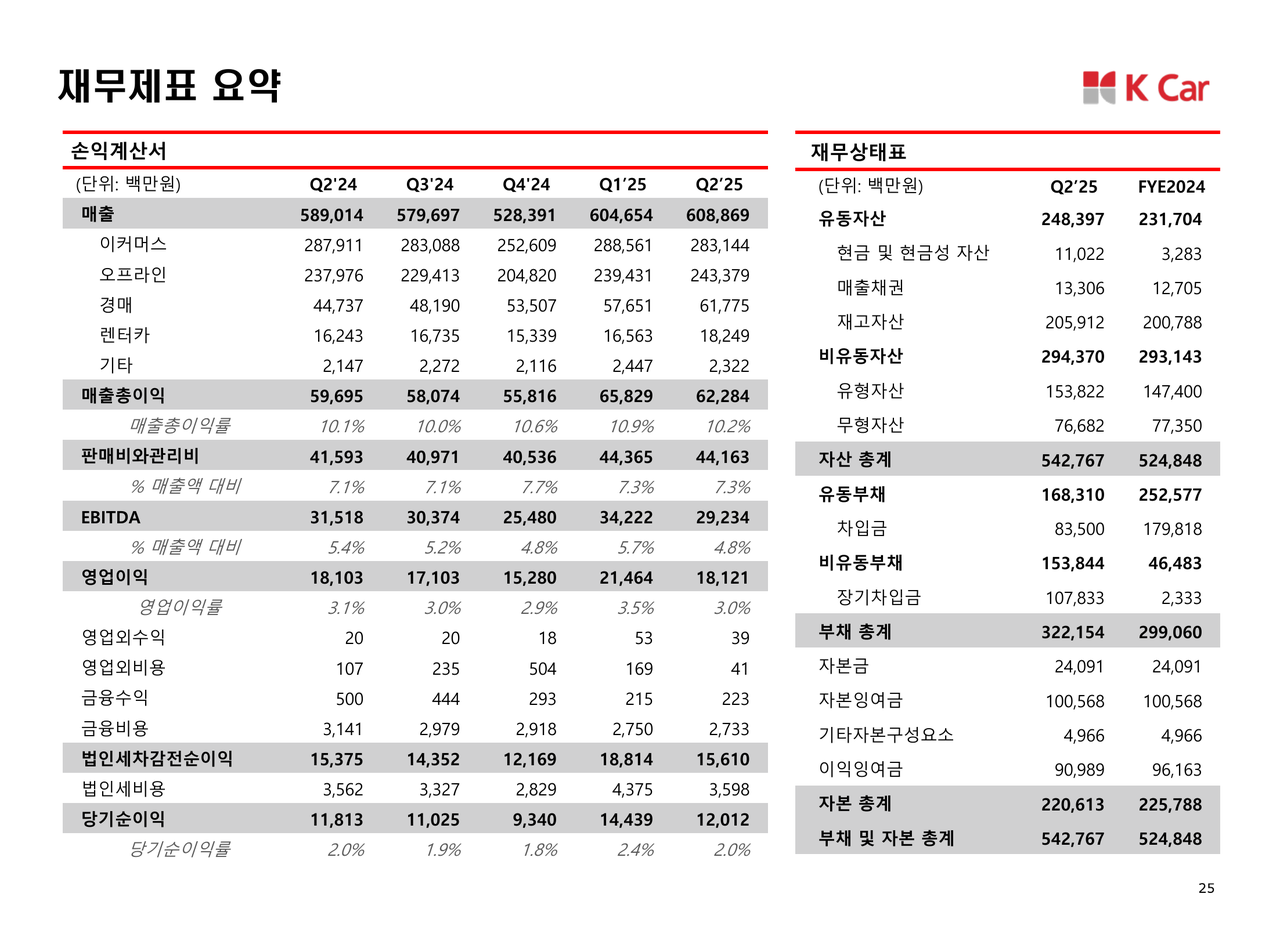 재무제표 요약
K Car
손익계산서
(단위: 백만원) Q2'24 Q3'24 Q4'24 Q1’25 Q2’25
매출 589,014 579,697 528,391 604,654 608,869
이커머스 287,911 283,088 252,609 288,561 283,144
오프라인 237,976 229,413 204,820 239,431 243,379
경매 44,737 48,190 53,507 57,651 61,775
렌터카 16,243 16,735 15,339 16,563 18,249
기타 2,147 2,272 2,116 2,447 2,322
매출총이익 59,695 58,074 55,816 65,829 62,284
매출총이익률 10.1% 10.0% 10.6% 10.9% 10.2%
판매비와관리비 41,593 40,971 40,536 44,365 44,163
% 매출액 대비 7.1% 7.1% 7.7% 7.3% 7.3%
EBITDA 31,518 30,374 25,480 34,222 29,234
% 매출액 대비 5.4% 5.2% 4.8% 5.7% 4.8%
영업이익 18,103 17,103 15,280 21,464 18,121
영업이익률 3.1% 3.0% 2.9% 3.5% 3.0%
영업외수익 20 20 18 53 39
영업외비용 107 235 504 169 41
금융수익 500 444 293 215 223
금융비용 3,141 2,979 2,918 2,750 2,733
법인세차감전순이익 15,375 14,352 12,169 18,814 15,610
법인세비용 3,562 3,327 2,829 4,375 3,598
당기순이익 11,813 11,025 9,340 14,439 12,012
당기순이익률 2.0% 1.9% 1.8% 2.4% 2.0%
재무상태표
(단위: 백만원) Q2’25 FYE2024
유동자산 248,397 231,704
현금 및 현금성 자산 11,022 3,283
매출채권 13,306 12,705
재고자산 205,912 200,788
비유동자산 294,370 293,143
유형자산 153,822 147,400
무형자산 76,682 77,350
자산 총계 542,767 524,848
유동부채 168,310 252,577
차입금 83,500 179,818
비유동부채 153,844 46,483
장기차입금 107,833 2,333
부채 총계 322,154 299,060
자본금 24,091 24,091
자본잉여금 100,568 100,568
기타자본구성요소 4,966 4,966
이익잉여금 90,989 96,163
자본 총계 220,613 225,788
부채 및 자본 총계 542,767 524,848
25